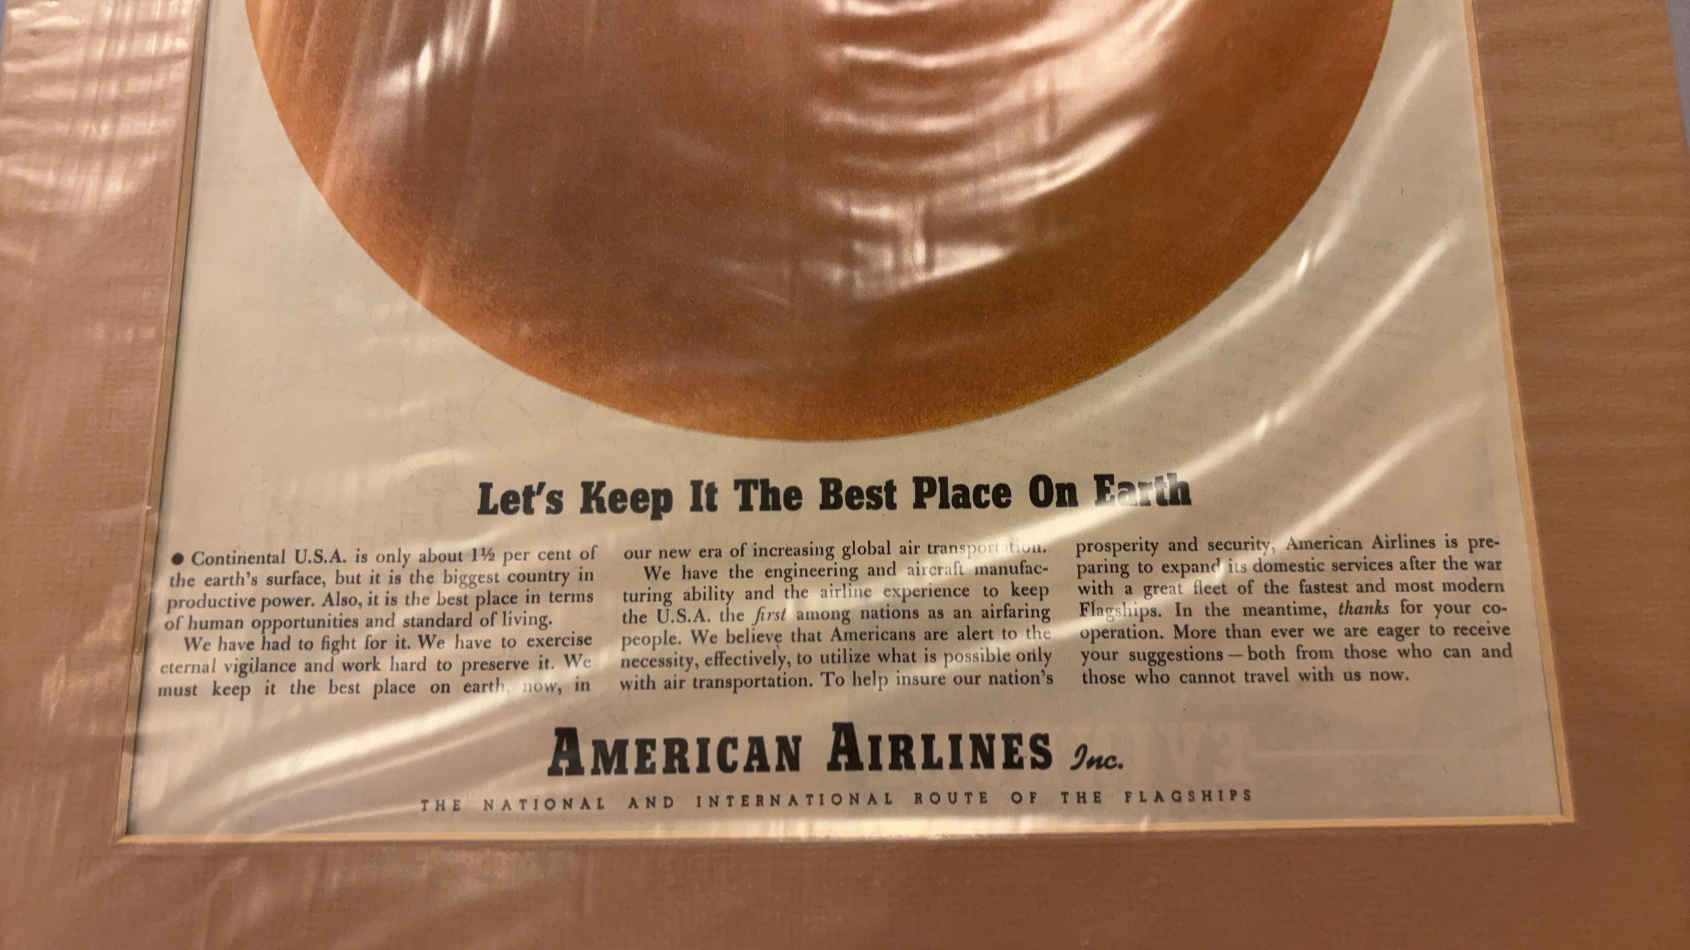 Let's Keep It The Best Place On Earth
● Continental U.S.A. is only about 1½ per cent of
the earth's surface, but it is the biggest country in
productive power. Also, it is the best place in terms
of human opportunities and standard of living.
We have had to fight for it. We have to exercise
eternal vigilance and work hard to preserve it. We
must keep it the best place on earth, now, in
our new era of increasing global air transportation.
We have the engineering and aircraft manufac-
turing ability and the airline experience to keep
the U.S.A. the first among nations as an airfaring
people. We believe that Americans are alert to the
necessity, effectively, to utilize what is possible only
with air transportation. To help insure our nation's
prosperity and security, American Airlines is pre-
paring to expand its domestic services after the war
with a great fleet of the fastest and most modern
Flagships. In the meantime, thanks for your co-
operation. More than ever we are eager to receive
your suggestions — both from those who can and
those who cannot travel with us now.
AMERICAN AIRLINES Inc.
THE NATIONAL AND INTERNATIONAL ROUTE OF THE FLAGSHIPS